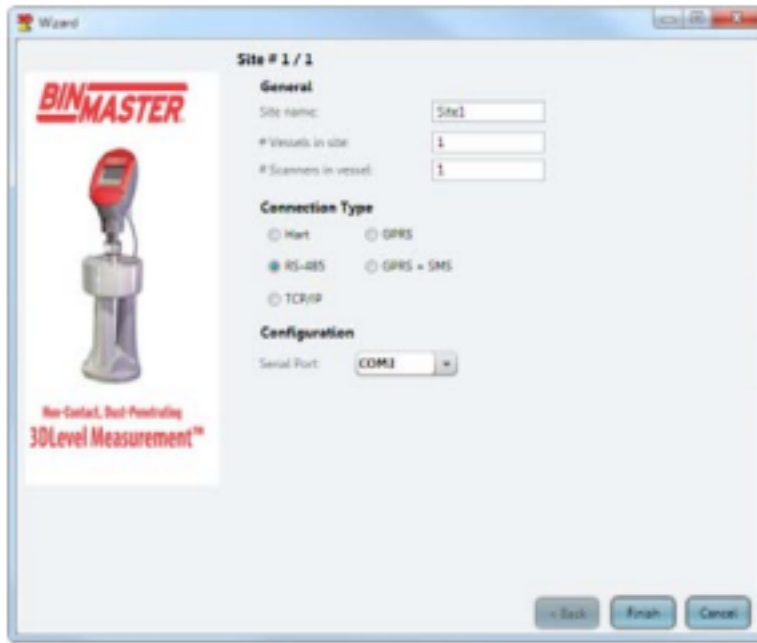 Wizard
Site # 1 / 1
BINMASTER
General
Site name: Site1
# Vessels in site: 1
# Scanners in vessel: 1
Connection Type
Hart GPRS
RS-485 GPRS + SMS
TCP/IP
Configuration
Serial Port:
Non-Contact, Dust-Penetrating
3DLevel Measurement™
< Back Finish Cancel